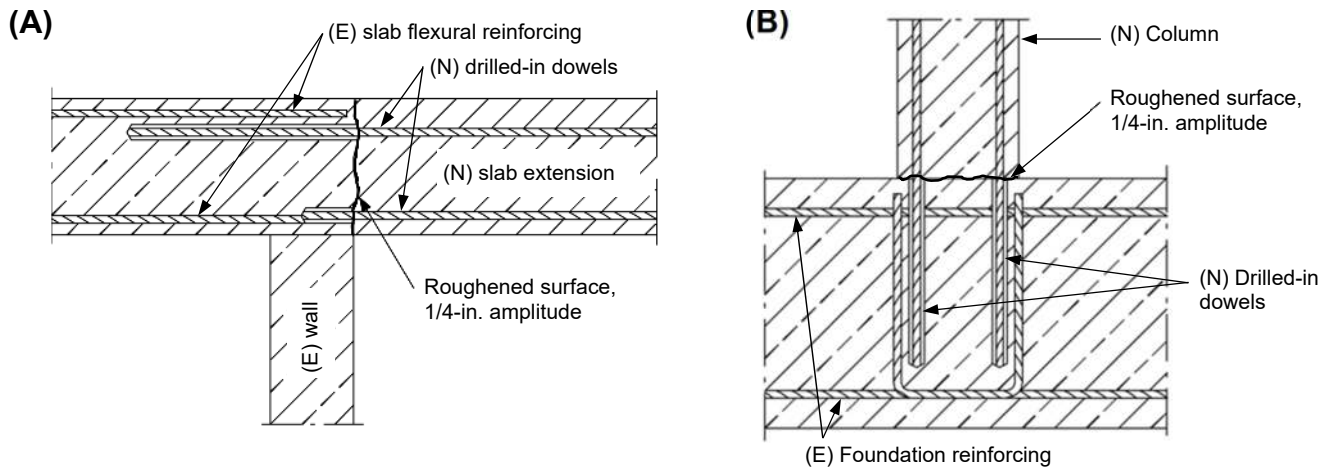 (A)
(E) slab flexural reinforcing
(N) drilled-in dowels
(N) slab extension
Roughened surface,
1/4-in. amplitude
(E) wall
(B)
(N) Column
Roughened surface,
1/4-in. amplitude
(N) Drilled-in
dowels
(E) Foundation reinforcing